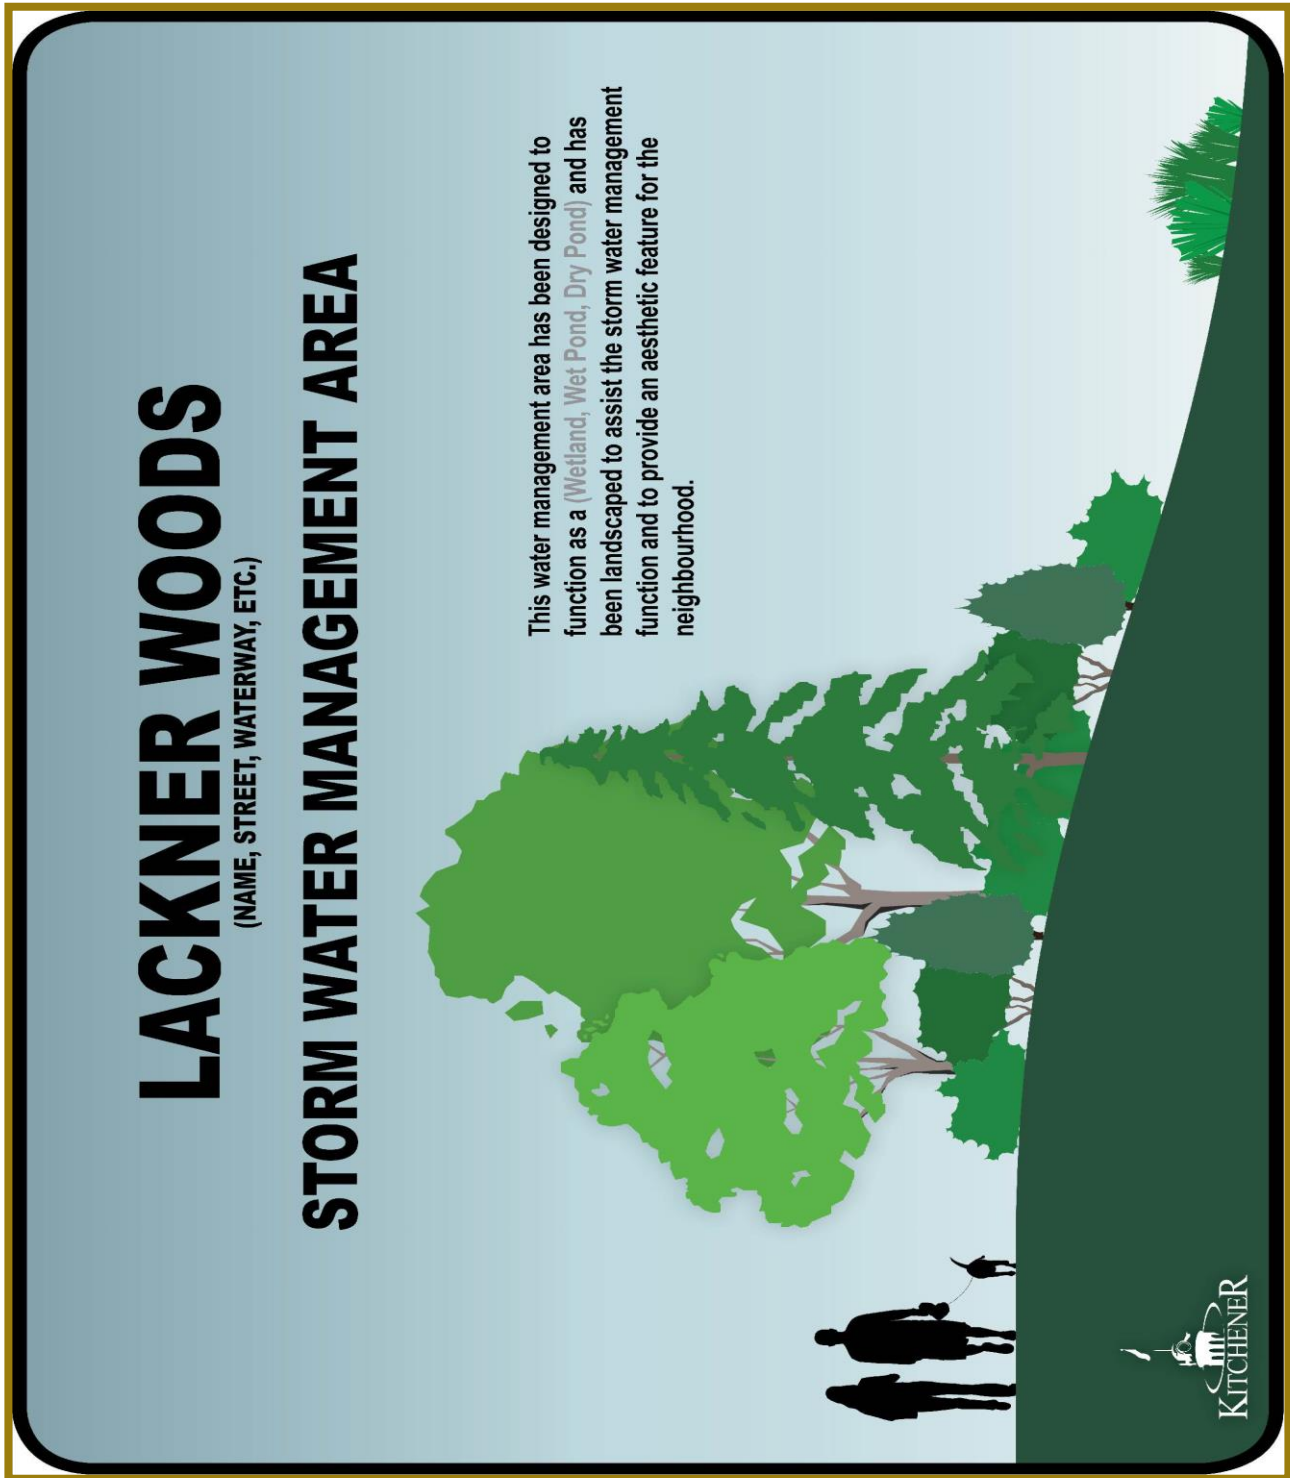 LACKNER WOODS
(NAME, STREET, WATERWAY, ETC.)
STORM WATER MANAGEMENT AREA
This water management area has been designed to
function as a (Wetland, Wet Pond, Dry Pond) and has
been landscaped to assist the storm water management
function and to provide an aesthetic feature for the
neighbourhood.
KITCHENER